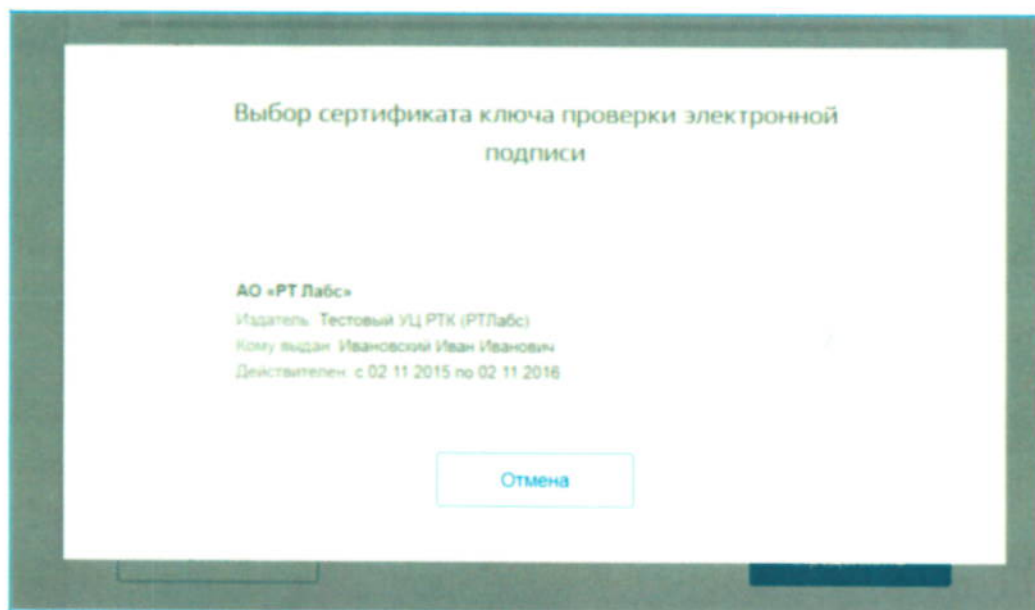 Выбор сертификата ключа проверки электронной
подписи
АО «РТ Лабс»
Издатель: Тестовый УЦ РТК (РТЛабс)
Кому выдан: Ивановский Иван Иванович
Действителен: с 02.11.2015 по 02.11.2016
Отмена